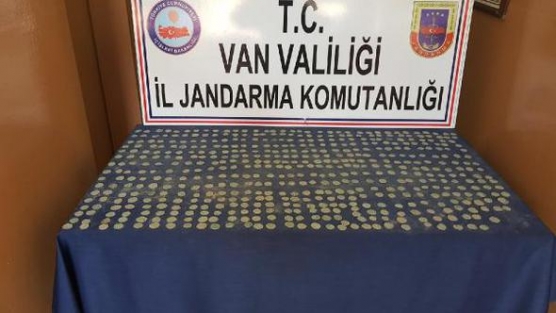 T.C.
VAN VALİLİĞİ
İL JANDARMA KOMUTANLIĞI